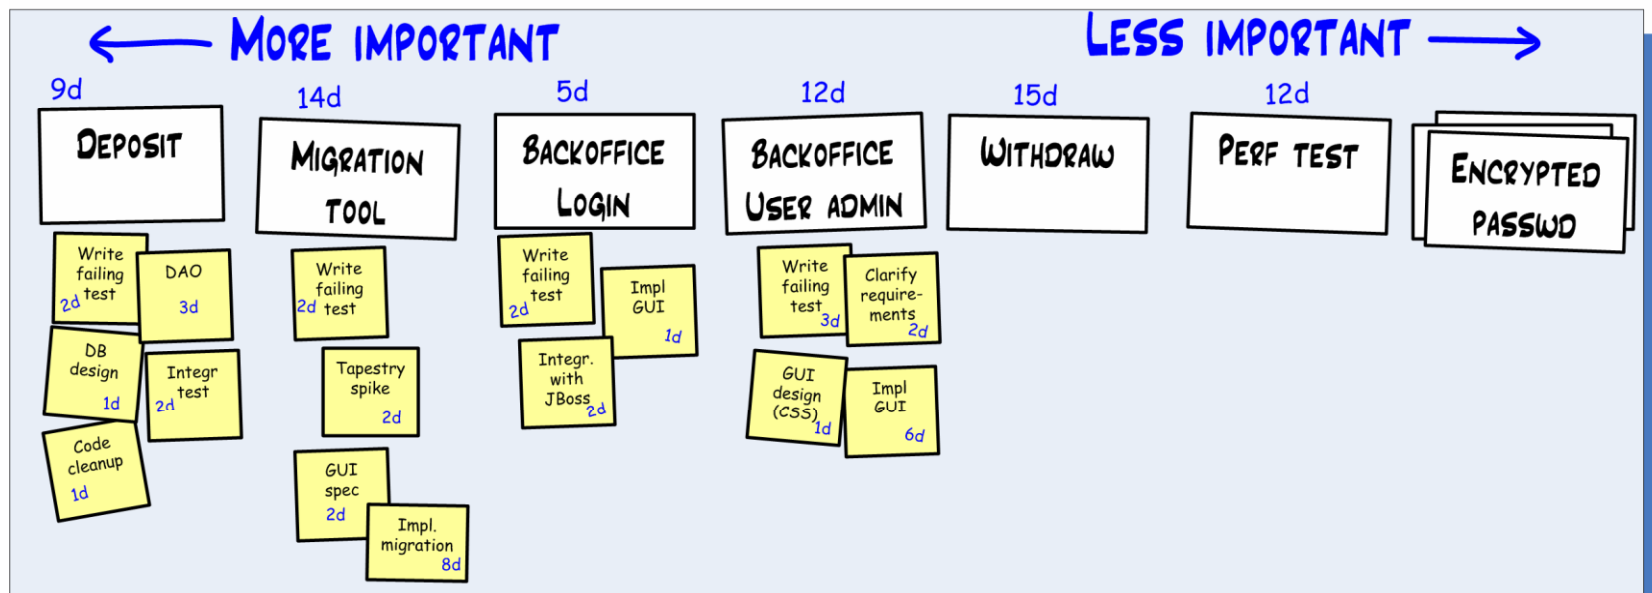 MORE IMPORTANT
LESS IMPORTANT
9d
14d
5d
12d
15d
12d
DEPOSIT
MIGRATION
TOOL
BACKOFFICE
LOGIN
BACKOFFICE
USER ADMIN
WITHDRAW
PERF TEST
ENCRYPTED
PASSWD
Write
failing
test
2d
DAO
3d
DB
design
1d
Integr
test
2d
Code
cleanup
1d
Write
failing
test
2d
Tapestry
spike
2d
GUI
spec
2d
Impl.
migration
8d
Write
failing
test
2d
Impl
GUI
1d
Integr.
with
JBoss
2d
Write
failing
test
3d
Clarify
require-
ments
2d
GUI
design
(CSS)
1d
Impl
GUI
6d